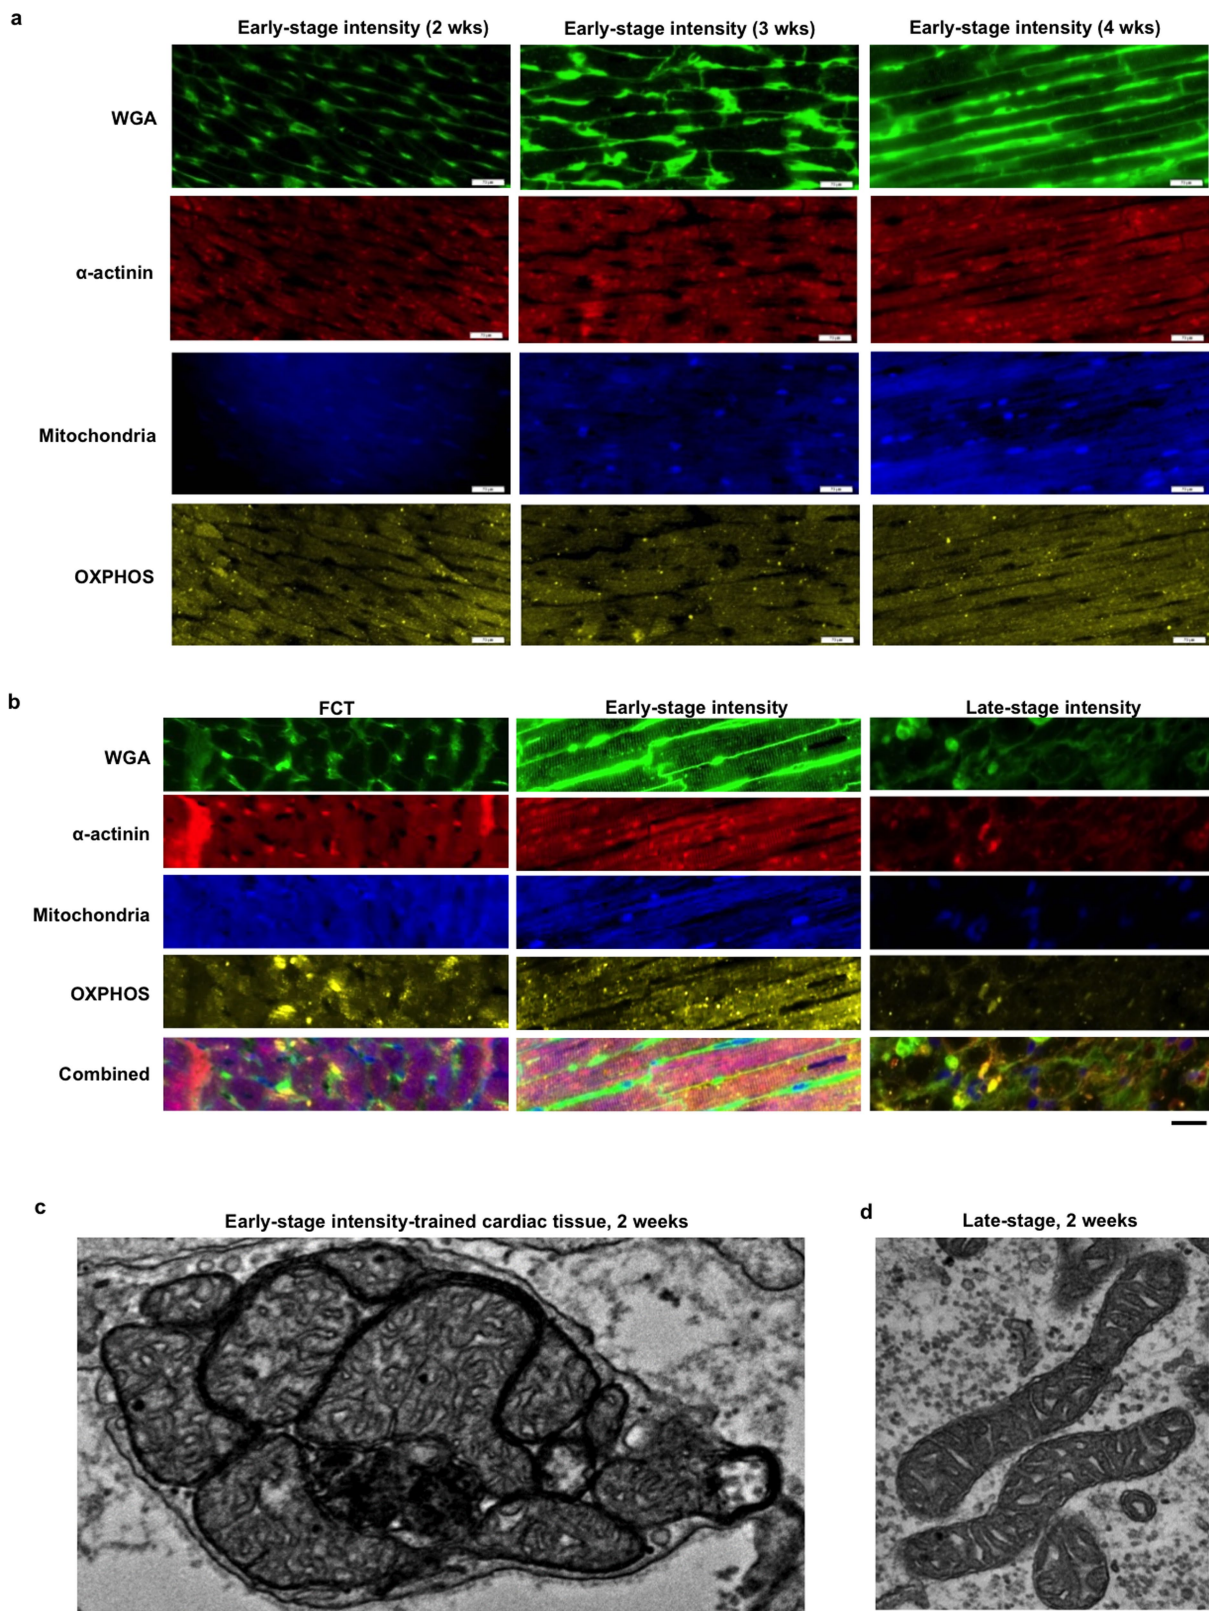 a
Early-stage intensity (2 wks) Early-stage intensity (3 wks) Early-stage intensity (4 wks)
WGA
α-actinin
Mitochondria
OXPHOS
b
FCT Early-stage intensity Late-stage intensity
WGA
α-actinin
Mitochondria
OXPHOS
Combined
c
Early-stage intensity-trained cardiac tissue, 2 weeks
d
Late-stage, 2 weeks